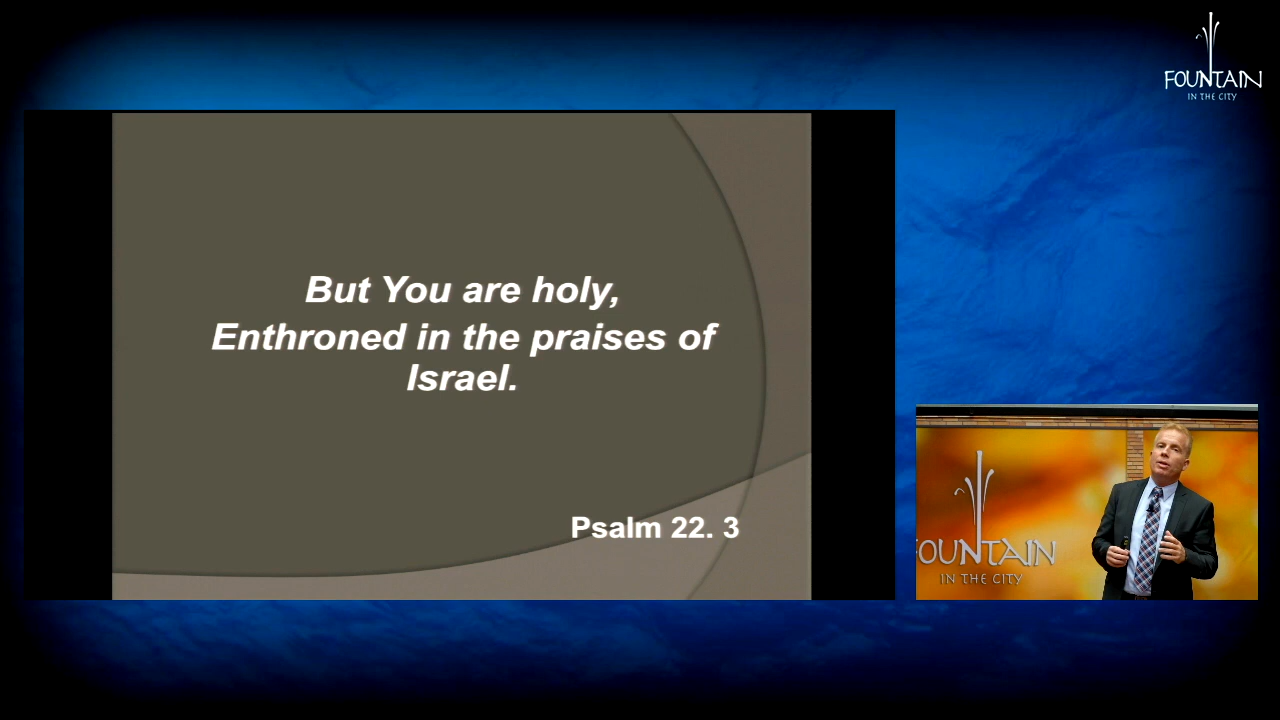 FOUNTAIN
IN THE CITY
But You are holy,
Enthroned in the praises of
Israel.
Psalm 22. 3
OUNTAIN
IN THE CITY